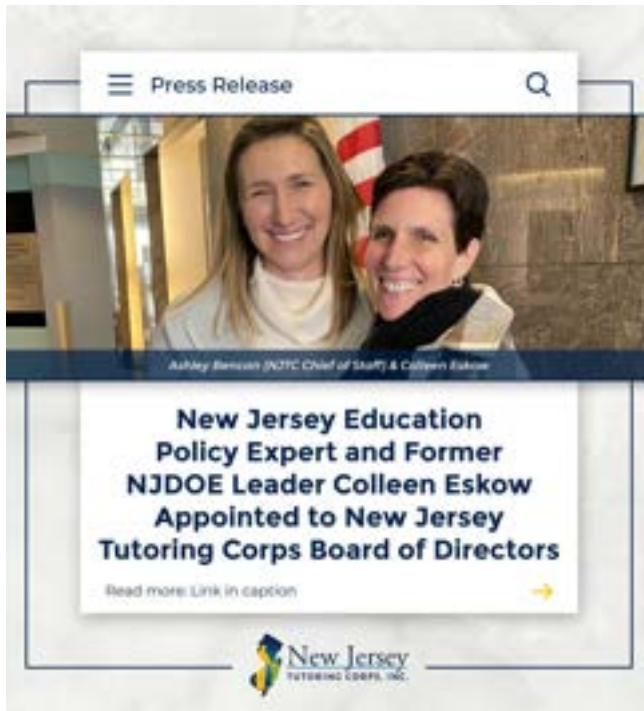 Press Release
Ashley Benson (NJTC Chief of Staff) & Colleen Eskow
New Jersey Education
Policy Expert and Former
NJDOE Leader Colleen Eskow
Appointed to New Jersey
Tutoring Corps Board of Directors
Read more: Link in caption
New Jersey
TUTORING CORPS, INC.